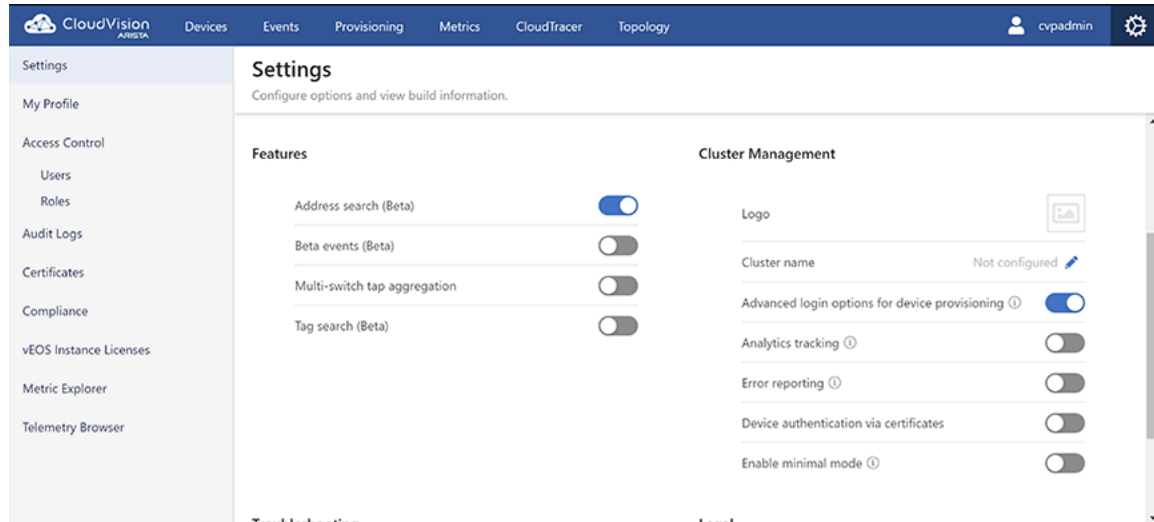 CloudVision
ARISTA
Devices Events Provisioning Metrics CloudTracer Topology cvpadmin
Settings
My Profile
Access Control
Users
Roles
Audit Logs
Certificates
Compliance
vEOS Instance Licenses
Metric Explorer
Telemetry Browser
Settings
Configure options and view build information.
Features
Address search (Beta)
Beta events (Beta)
Multi-switch tap aggregation
Tag search (Beta)
Cluster Management
Logo
Cluster name Not configured
Advanced login options for device provisioning
Analytics tracking
Error reporting
Device authentication via certificates
Enable minimal mode